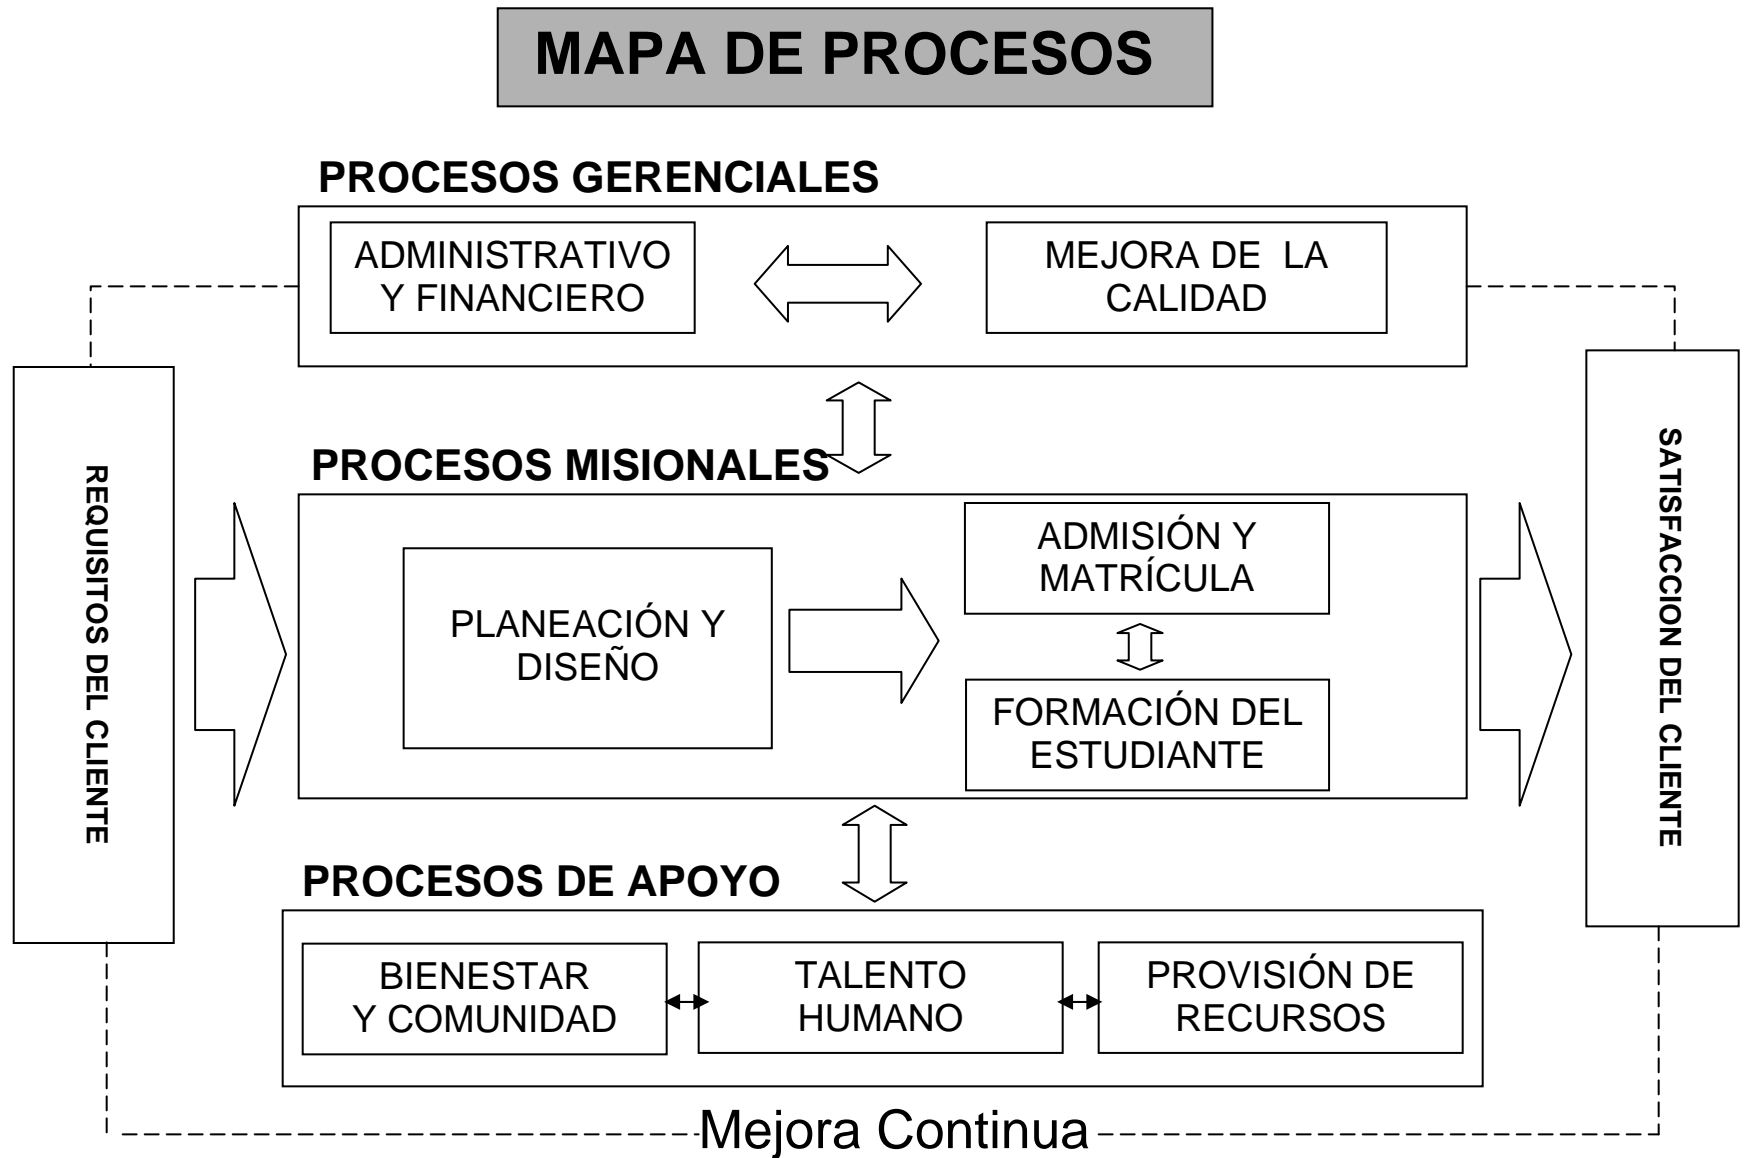 MAPA DE PROCESOS
PROCESOS GERENCIALES
ADMINISTRATIVO
Y FINANCIERO
MEJORA DE LA
CALIDAD
REQUISITOS DEL CLIENTE
PROCESOS MISIONALES
PLANEACIÓN Y
DISEÑO
ADMISIÓN Y
MATRÍCULA
FORMACIÓN DEL
ESTUDIANTE
SATISFACCION DEL CLIENTE
PROCESOS DE APOYO
BIENESTAR
Y COMUNIDAD
TALENTO
HUMANO
PROVISIÓN DE
RECURSOS
Mejora Continua